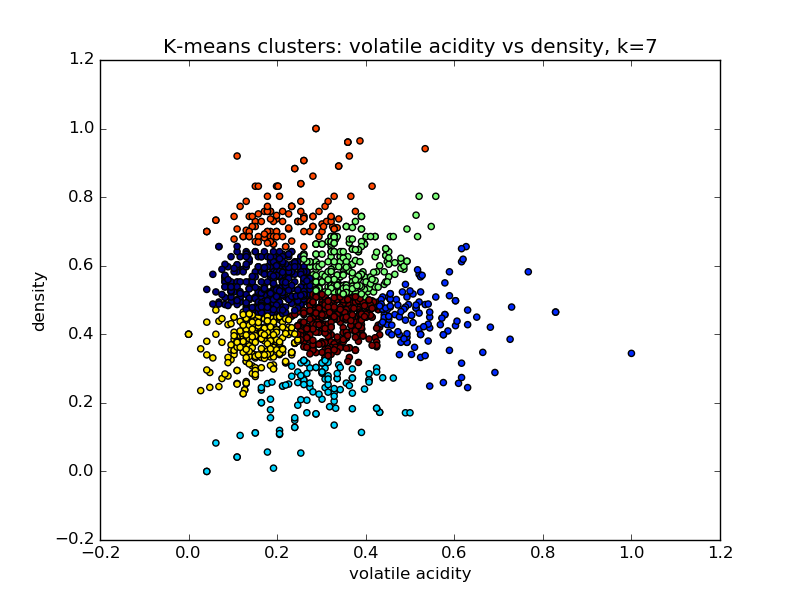 K-means clusters: volatile acidity vs density, k=7
1.2
1.0
0.8
0.6
0.4
0.2
0.0
−0.2
density
−0.2 0.0 0.2 0.4 0.6 0.8 1.0 1.2
volatile acidity